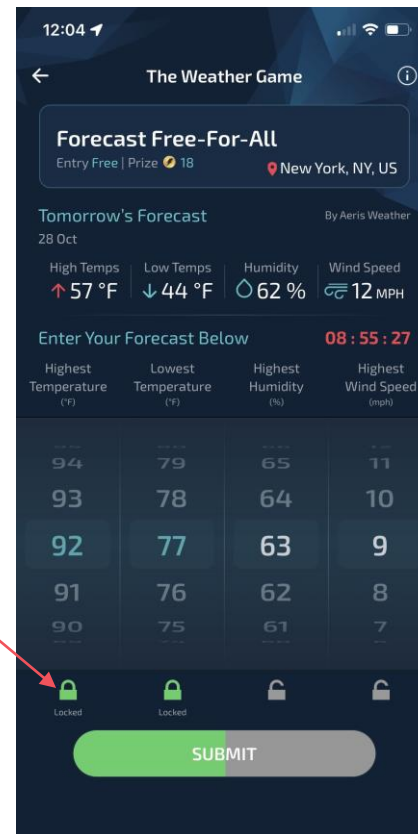 12:04
The Weather Game
Forecast Free-For-All
Entry Free | Prize 18
New York, NY, US
Tomorrow's Forecast
By Aeris Weather
28 Oct
High Temps Low Temps Humidity Wind Speed
↑ 57 °F ↓ 44 °F 62 % 12 MPH
Enter Your Forecast Below 08 : 55 : 27
Highest Temperature (°F) Lowest Temperature (°F) Highest Humidity (%) Highest Wind Speed (mph)
94 79 65 11
93 78 64 10
92 77 63 9
91 76 62 8
90 75 61 7
Locked Locked
SUBMIT